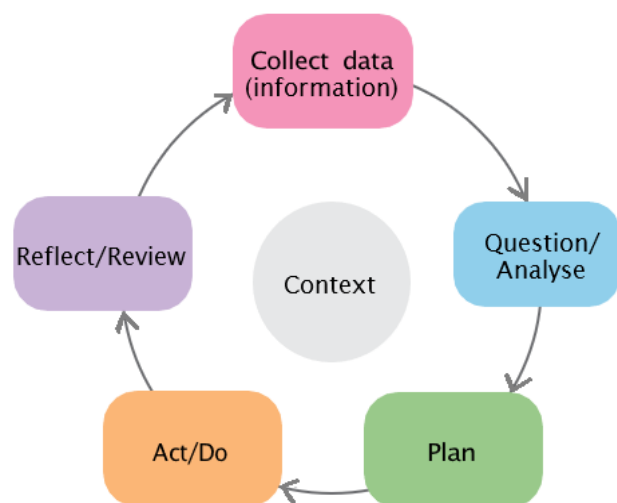 Collect data
(information)
Question/
Analyse
Plan
Act/Do
Reflect/Review
Context